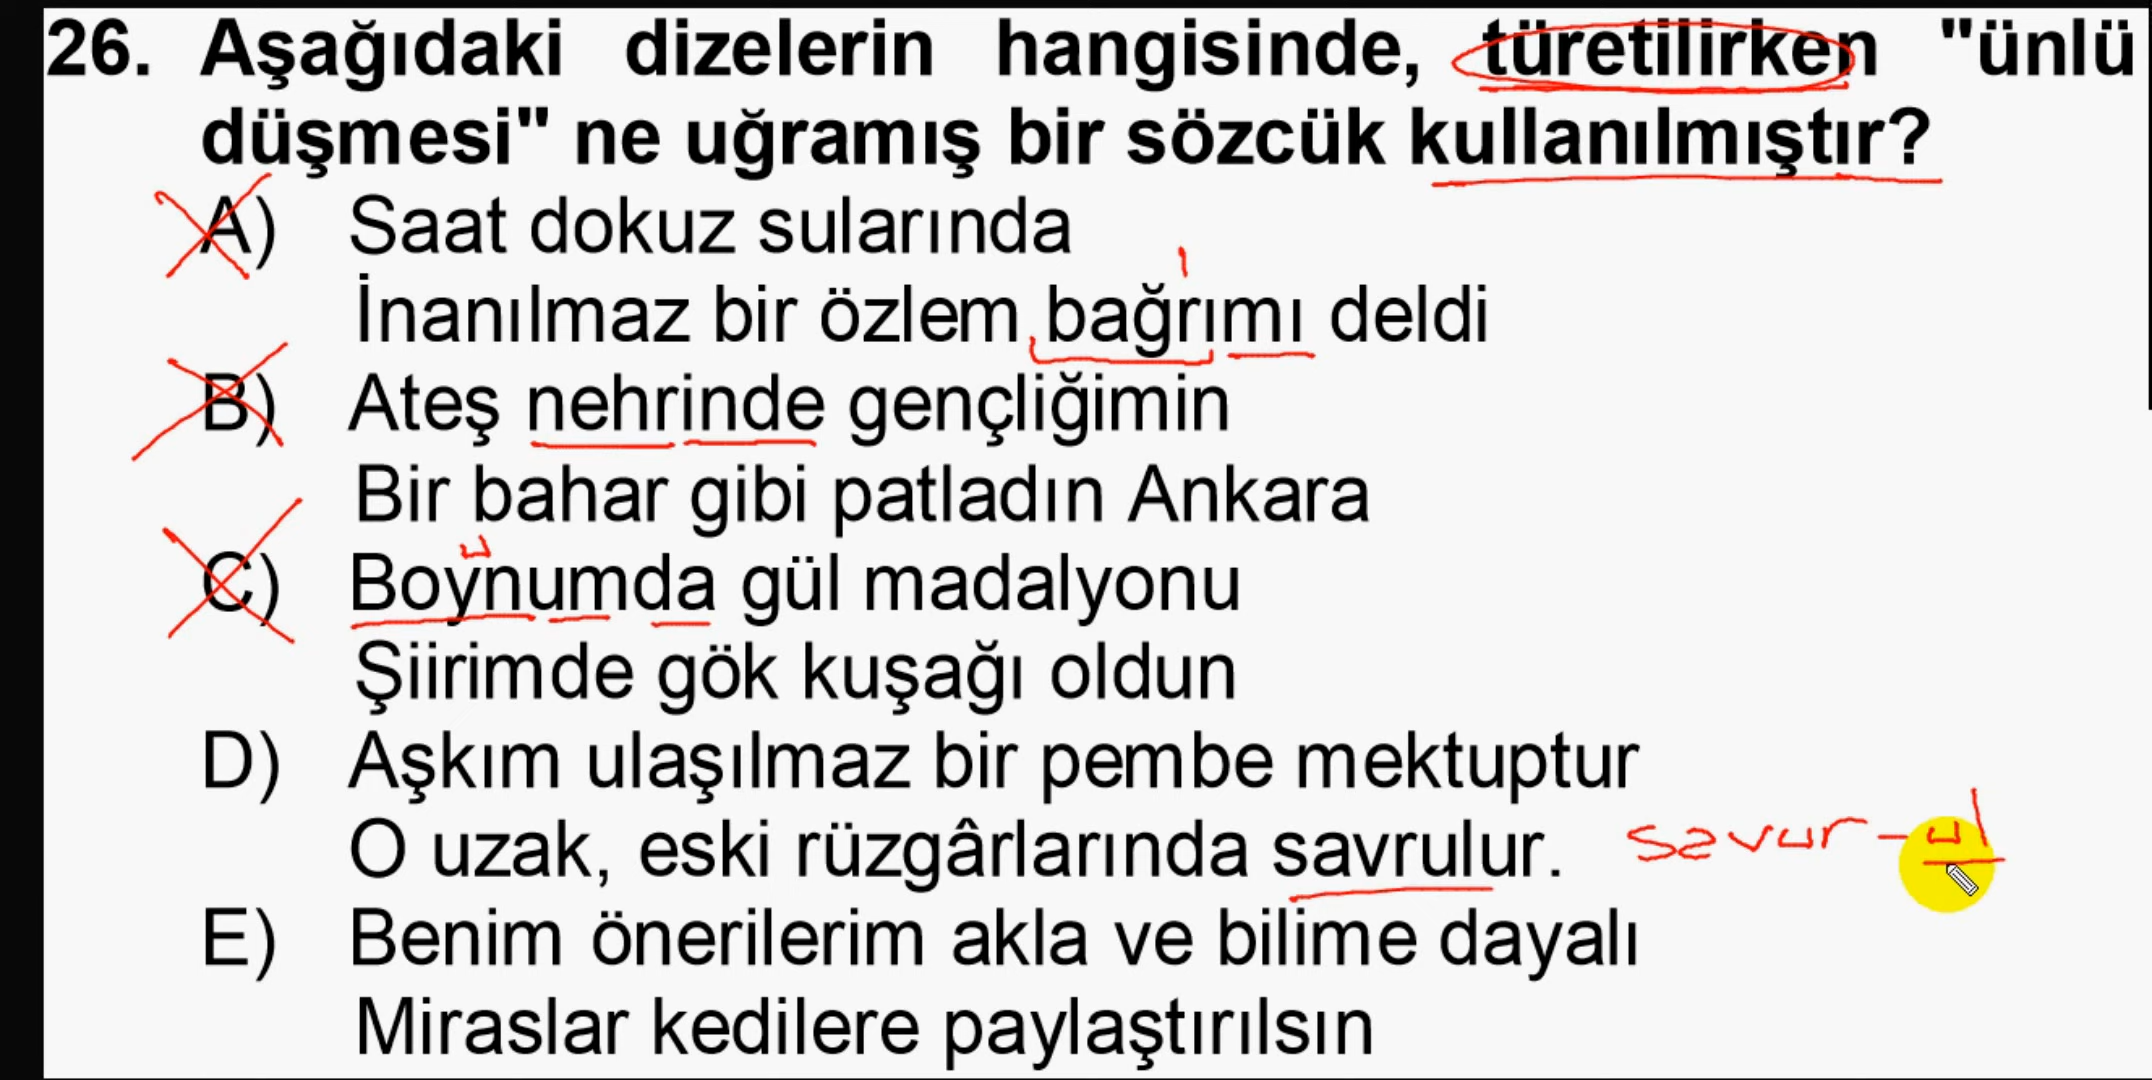 26. Aşağıdaki dizelerin hangisinde, türetilirken "ünlü
düşmesi" ne uğramış bir sözcük kullanılmıştır?
A) Saat dokuz sularında
ı
İnanılmaz bir özlem bağrımı deldi
B) Ateş nehrinde gençliğimin
Bir bahar gibi patladın Ankara
u
C) Boynumda gül madalyonu
Şiirimde gök kuşağı oldun
D) Aşkım ulaşılmaz bir pembe mektuptur
O uzak, eski rüzgârlarında savrulur. savur-ul
E) Benim önerilerim akla ve bilime dayalı
Miraslar kedilere paylaştırılsın